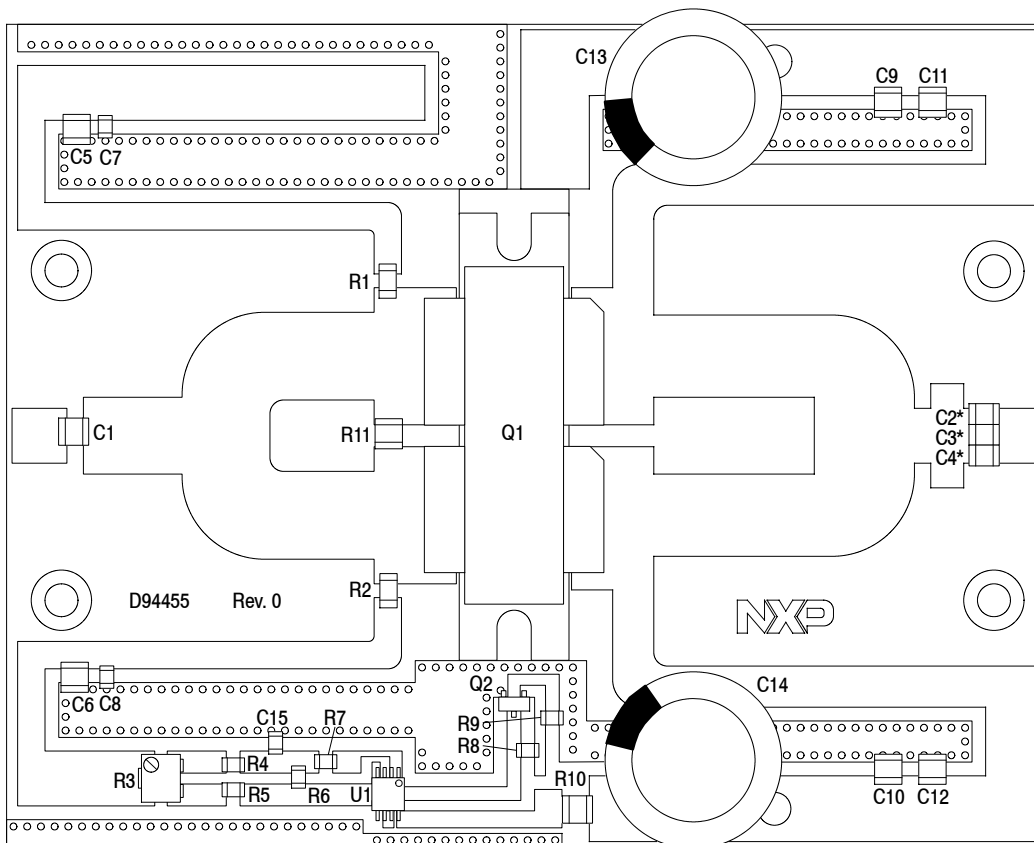 C13
C9 C11
C5 C7
R1
C1
R11
Q1
C2*
C3*
C4*
R2
D94455 Rev. 0
NXP
C6 C8
Q2
C14
C15 R7
R9
R8
R3
R4
R5 R6 U1
R10
C10 C12